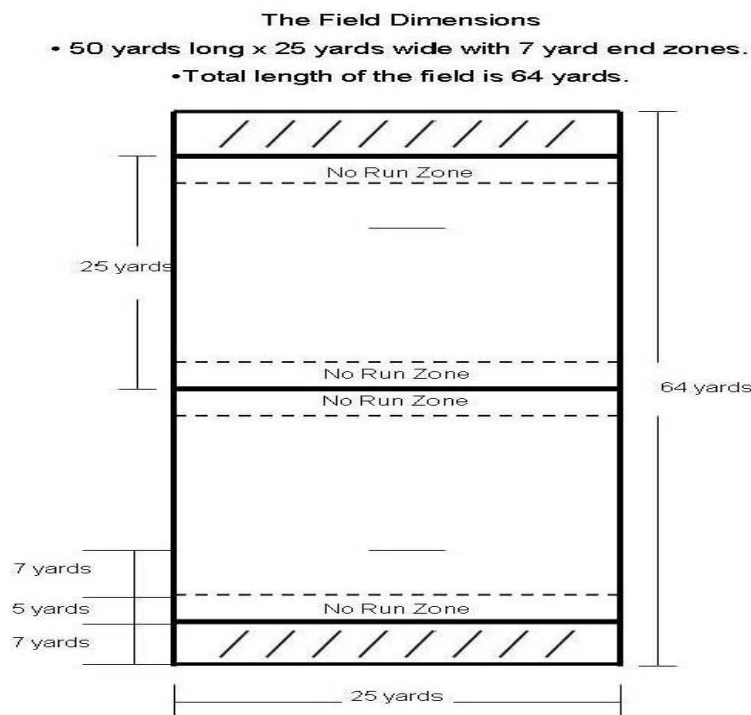 The Field Dimensions
• 50 yards long x 25 yards wide with 7 yard end zones.
•Total length of the field is 64 yards.
No Run Zone
25 yards
No Run Zone
64 yards
No Run Zone
7 yards
5 yards
No Run Zone
7 yards
25 yards